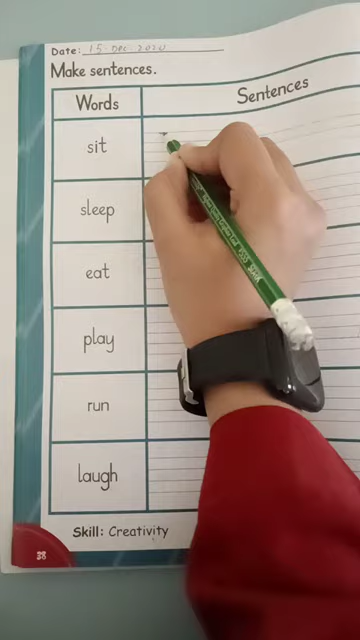 Date: 15-Dec-2020
Make sentences.
Words Sentences
sit
sleep
eat
play
run
laugh
Skill: Creativity
38